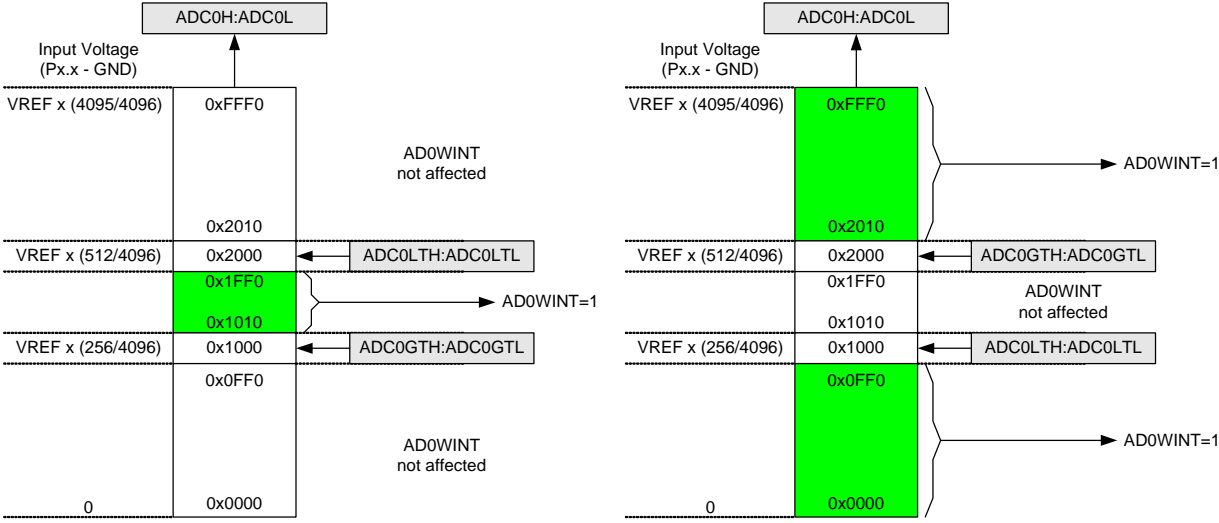 ADC0H:ADC0L
Input Voltage
(Px.x - GND)
VREF x (4095/4096)
0xFFF0
AD0WINT
not affected
0x2010
VREF x (512/4096)
0x2000
ADC0LTH:ADC0LTL
0x1FF0
AD0WINT=1
0x1010
VREF x (256/4096)
0x1000
ADC0GTH:ADC0GTL
0x0FF0
AD0WINT
not affected
0
0x0000
ADC0H:ADC0L
Input Voltage
(Px.x - GND)
VREF x (4095/4096)
0xFFF0
AD0WINT=1
0x2010
VREF x (512/4096)
0x2000
ADC0GTH:ADC0GTL
0x1FF0
AD0WINT
not affected
0x1010
VREF x (256/4096)
0x1000
ADC0LTH:ADC0LTL
0x0FF0
AD0WINT=1
0
0x0000